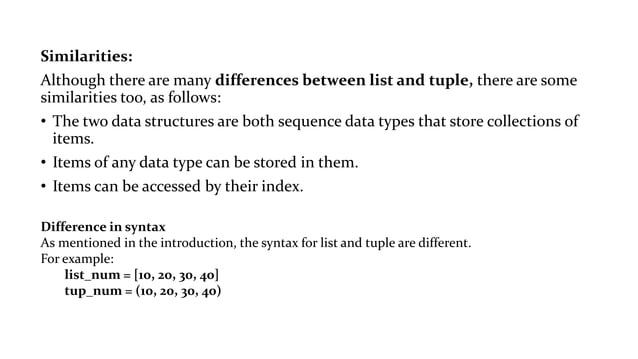 Similarities:
Although there are many differences between list and tuple, there are some
similarities too, as follows:
• The two data structures are both sequence data types that store collections of
items.
• Items of any data type can be stored in them.
• Items can be accessed by their index.
Difference in syntax
As mentioned in the introduction, the syntax for list and tuple are different.
For example:
list_num = [10, 20, 30, 40]
tup_num = (10, 20, 30, 40)